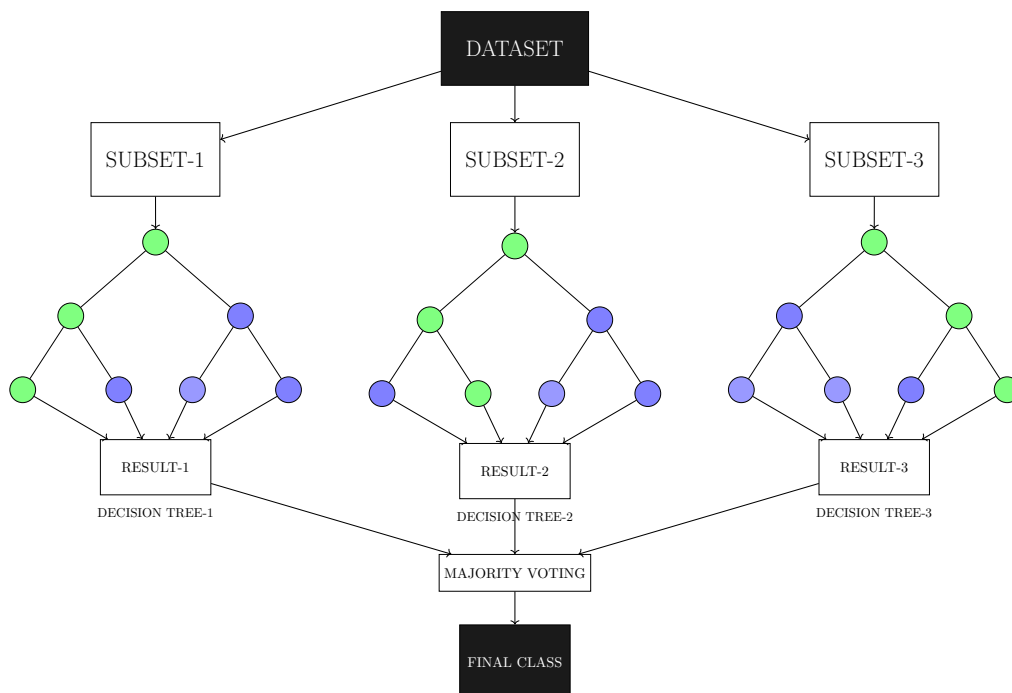 DATASET
SUBSET-1
SUBSET-2
SUBSET-3
RESULT-1
RESULT-2
RESULT-3
DECISION TREE-1
DECISION TREE-2
DECISION TREE-3
MAJORITY VOTING
FINAL CLASS